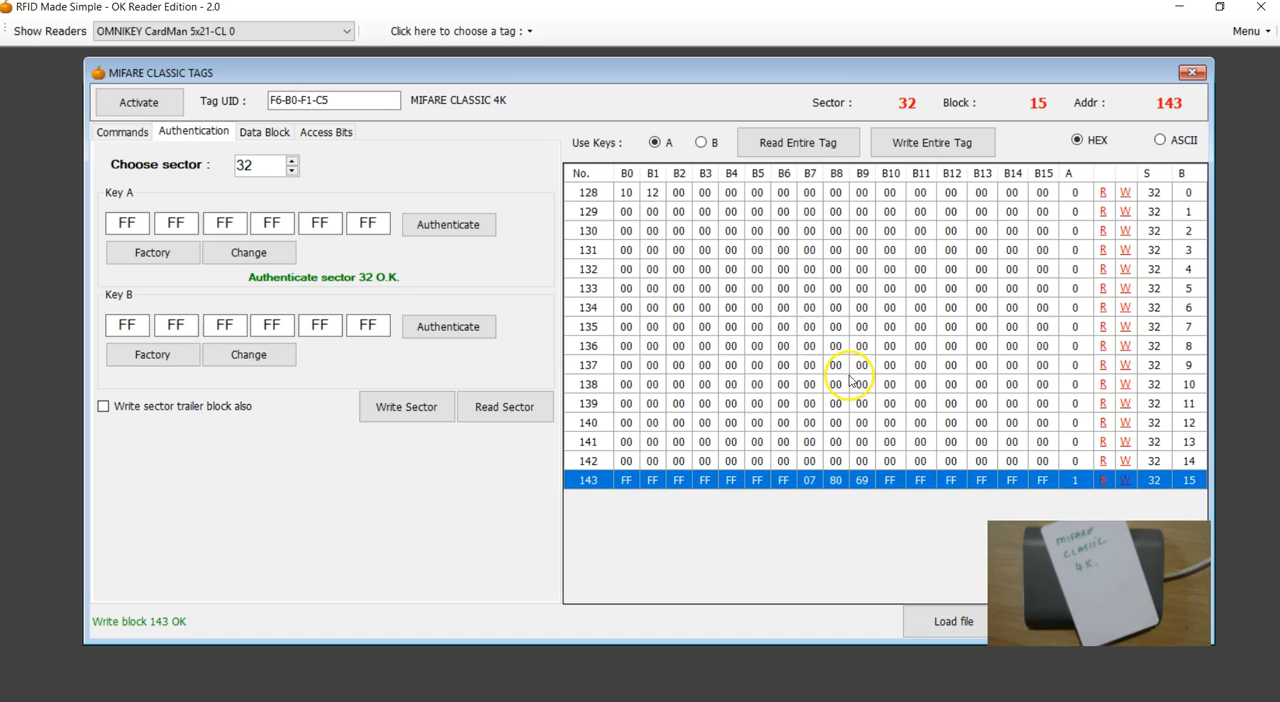 RFID Made Simple - OK Reader Edition - 2.0
Show Readers OMNIKEY CardMan 5x21-CL 0 Click here to choose a tag : Menu
MIFARE CLASSIC TAGS
Activate Tag UID : F6-B0-F1-C5 MIFARE CLASSIC 4K Sector : 32 Block : 15 Addr : 143
Commands Authentication Data Block Access Bits
Use Keys : A B Read Entire Tag Write Entire Tag HEX ASCII
Choose sector : 32
Key A
FF FF FF FF FF FF Authenticate
Factory Change
Authenticate sector 32 O.K.
Key B
FF FF FF FF FF FF Authenticate
Factory Change
Write sector trailer block also Write Sector Read Sector
No. B0 B1 B2 B3 B4 B5 B6 B7 B8 B9 B10 B11 B12 B13 B14 B15 A S B
128 10 12 00 00 00 00 00 00 00 00 00 00 00 00 00 00 0 R W 32 0
129 00 00 00 00 00 00 00 00 00 00 00 00 00 00 00 00 0 R W 32 1
130 00 00 00 00 00 00 00 00 00 00 00 00 00 00 00 00 0 R W 32 2
131 00 00 00 00 00 00 00 00 00 00 00 00 00 00 00 00 0 R W 32 3
132 00 00 00 00 00 00 00 00 00 00 00 00 00 00 00 00 0 R W 32 4
133 00 00 00 00 00 00 00 00 00 00 00 00 00 00 00 00 0 R W 32 5
134 00 00 00 00 00 00 00 00 00 00 00 00 00 00 00 00 0 R W 32 6
135 00 00 00 00 00 00 00 00 00 00 00 00 00 00 00 00 0 R W 32 7
136 00 00 00 00 00 00 00 00 00 00 00 00 00 00 00 00 0 R W 32 8
137 00 00 00 00 00 00 00 00 00 00 00 00 00 00 00 00 0 R W 32 9
138 00 00 00 00 00 00 00 00 00 00 00 00 00 00 00 00 0 R W 32 10
139 00 00 00 00 00 00 00 00 00 00 00 00 00 00 00 00 0 R W 32 11
140 00 00 00 00 00 00 00 00 00 00 00 00 00 00 00 00 0 R W 32 12
141 00 00 00 00 00 00 00 00 00 00 00 00 00 00 00 00 0 R W 32 13
142 00 00 00 00 00 00 00 00 00 00 00 00 00 00 00 00 0 R W 32 14
143 FF FF FF FF FF FF FF 07 80 69 FF FF FF FF FF FF 1 R W 32 15
MIFARE
CLASSIC
4K.
Write block 143 OK Load file